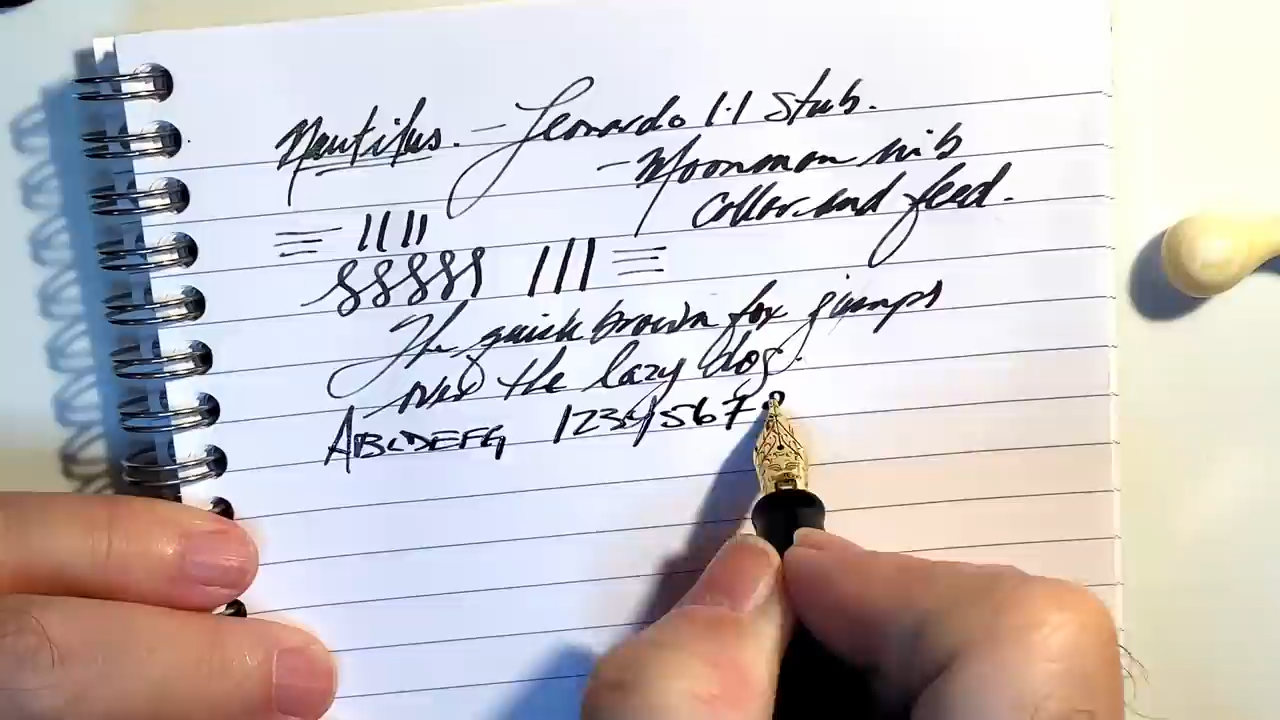 Nautilus. - Leonardo 1.1 Stub.
- Moonman nib
collar and feed.
The quick brown fox jumps
over the lazy dog.
ABCDEFG 12345678